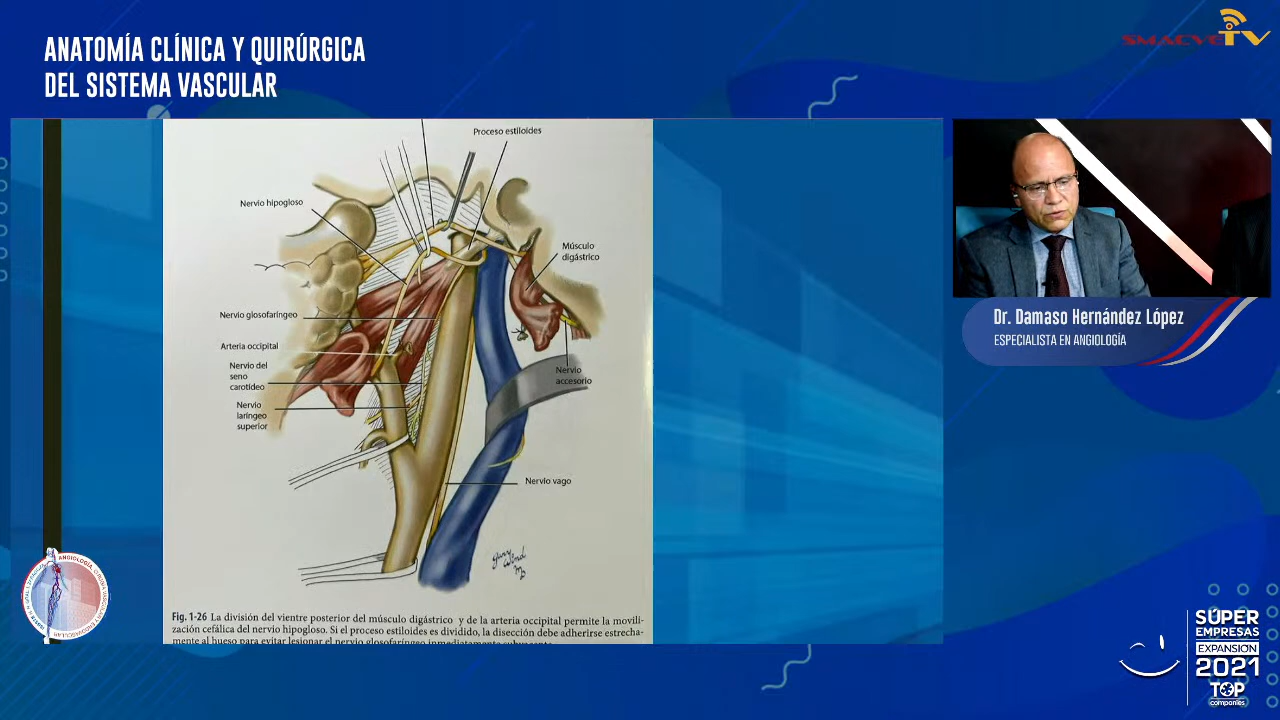 ANATOMÍA CLÍNICA Y QUIRÚRGICA
DEL SISTEMA VASCULAR
SMACVETV
Proceso estiloides
Nervio hipogloso
Músculo
digástrico
Nervio glosofaríngeo
Arteria occipital
Nervio del
seno
carotídeo
Nervio
accesorio
Nervio
laríngeo
superior
Nervio vago
Fig. 1-26 La división del vientre posterior del músculo digástrico y de la arteria occipital permite la movili-
zación cefálica del nervio hipogloso. Si el proceso estiloides es dividido, la disección debe adherirse estrecha-
mente al hueso para evitar lesionar el nervio glosofaríngeo inmediatamente
Dr. Damaso Hernández López
ESPECIALISTA EN ANGIOLOGÍA
ANGIOLOGÍA,
SÚPER
EMPRESAS
EXPANSIÓN
2021
TOP
companies